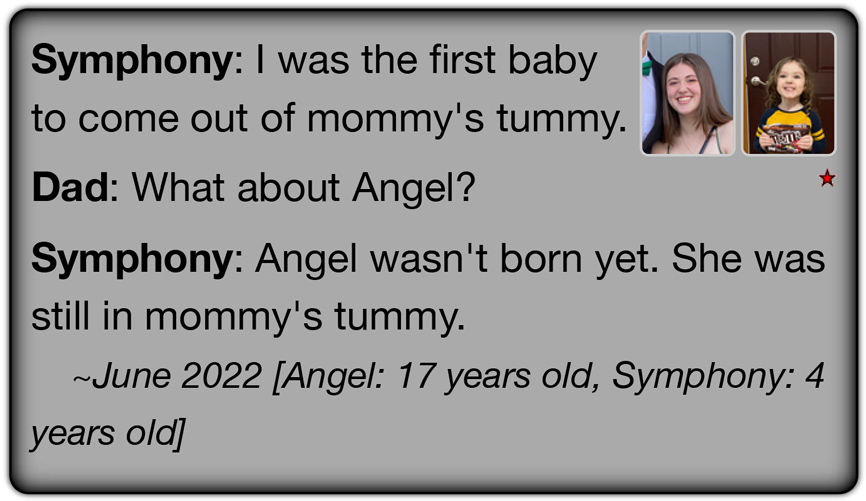 Symphony: I was the first baby
to come out of mommy's tummy.
Dad: What about Angel?
Symphony: Angel wasn't born yet. She was
still in mommy's tummy.
~June 2022 [Angel: 17 years old, Symphony: 4
years old]